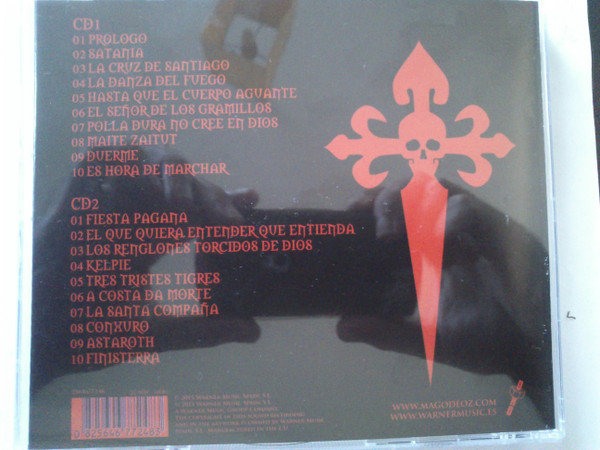 CD1
01 PROLOGO
02 SATANIA
03 LA CRUZ DE SANTIAGO
04 LA DANZA DEL FUEGO
05 HASTA QUE EL CUERPO AGUANTE
06 EL SEÑOR DE LOS GRAMILLOS
07 POLLA DURA NO CREE EN DIOS
08 MAITE ZAITUT
09 DUERME
10 ES HORA DE MARCHAR
CD2
01 FIESTA PAGANA
02 EL QUE QUIERA ENTENDER QUE ENTIENDA
03 LOS RENGLONES TORCIDOS DE DIOS
04 KELPIE
05 TRES TRISTES TIGRES
06 A COSTA DA MORTE
07 LA SANTA COMPAÑA
08 CONXURO
09 ASTAROTH
10 FINISTERRA
WWW.MAGODEOZ.COM
WWW.WARNERMUSIC.ES